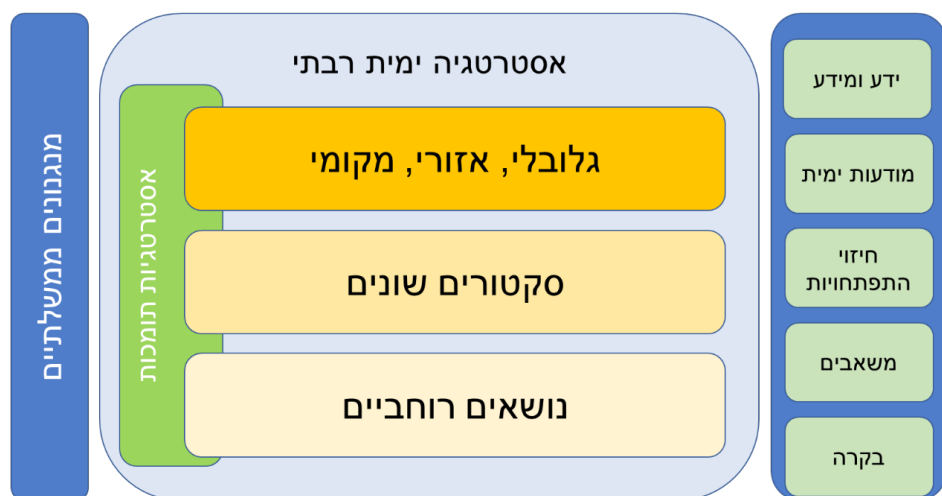 אסטרטגיה ימית רבתי
גלובלי, אזורי, מקומי
סקטורים שונים
נושאים רוחביים
אסטרטגיות תומכות
מנגנונים ממשלתיים
ידע ומידע
מודעות ימית
חיזוי
התפתחויות
משאבים
בקרה